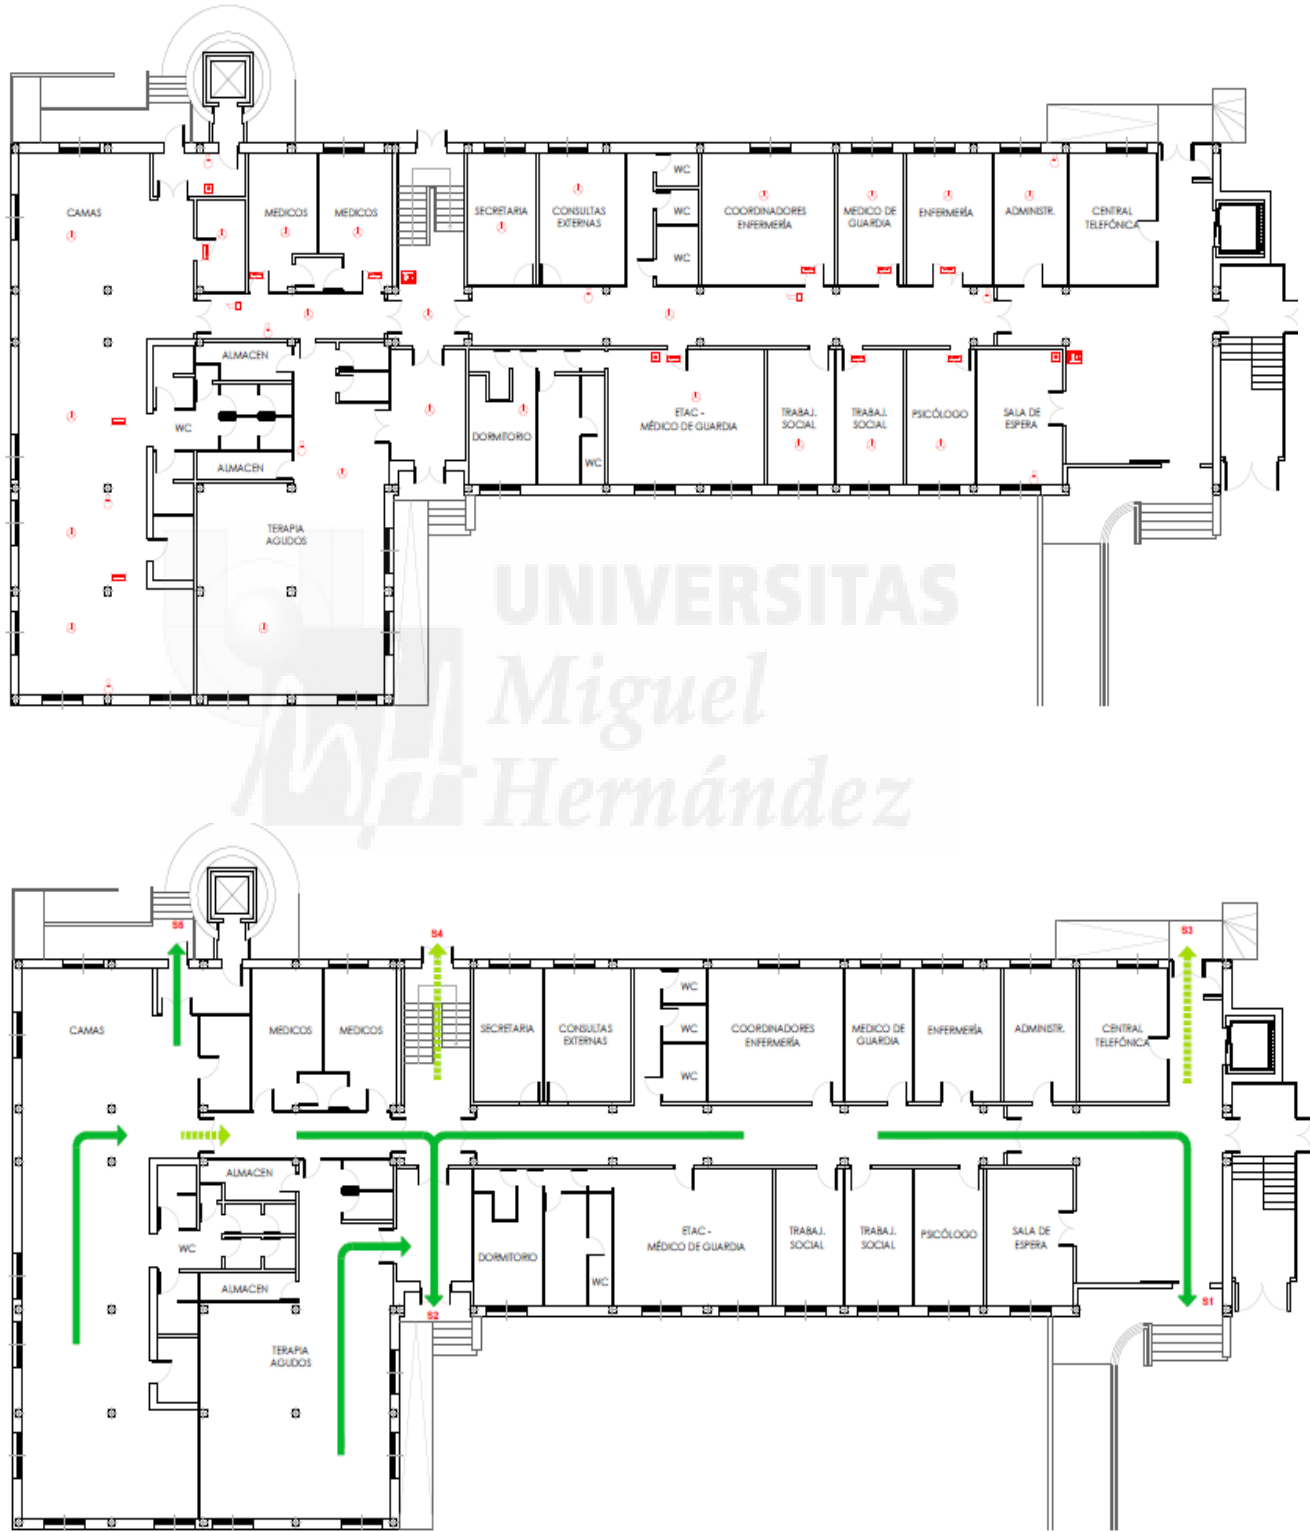 WC
CAMAS
MEDICOS
MEDICOS
SECRETARIA
CONSULTAS
EXTERNAS
WC
COORDINADORES
ENFERMERÍA
MEDICO DE
GUARDIA
ENFERMERÍA
ADMINISTR.
CENTRAL
TELEFÓNICA
WC
ALMACEN
WC
ALMACEN
DORMITORIO
WC
ETAC -
MÉDICO DE GUARDIA
TRABAJ.
SOCIAL
TRABAJ.
SOCIAL
PSICÓLOGO
SALA DE
ESPERA
TERAPIA
AGUDOS
UNIVERSITAS
Miguel
Hernández
S5
S4
S3
WC
CAMAS
MEDICOS
MEDICOS
SECRETARIA
CONSULTAS
EXTERNAS
WC
COORDINADORES
ENFERMERÍA
MEDICO DE
GUARDIA
ENFERMERÍA
ADMINISTR.
CENTRAL
TELEFÓNICA
WC
ALMACEN
WC
ALMACEN
DORMITORIO
WC
ETAC -
MÉDICO DE GUARDIA
TRABAJ.
SOCIAL
TRABAJ.
SOCIAL
PSICÓLOGO
SALA DE
ESPERA
S2
S1
TERAPIA
AGUDOS